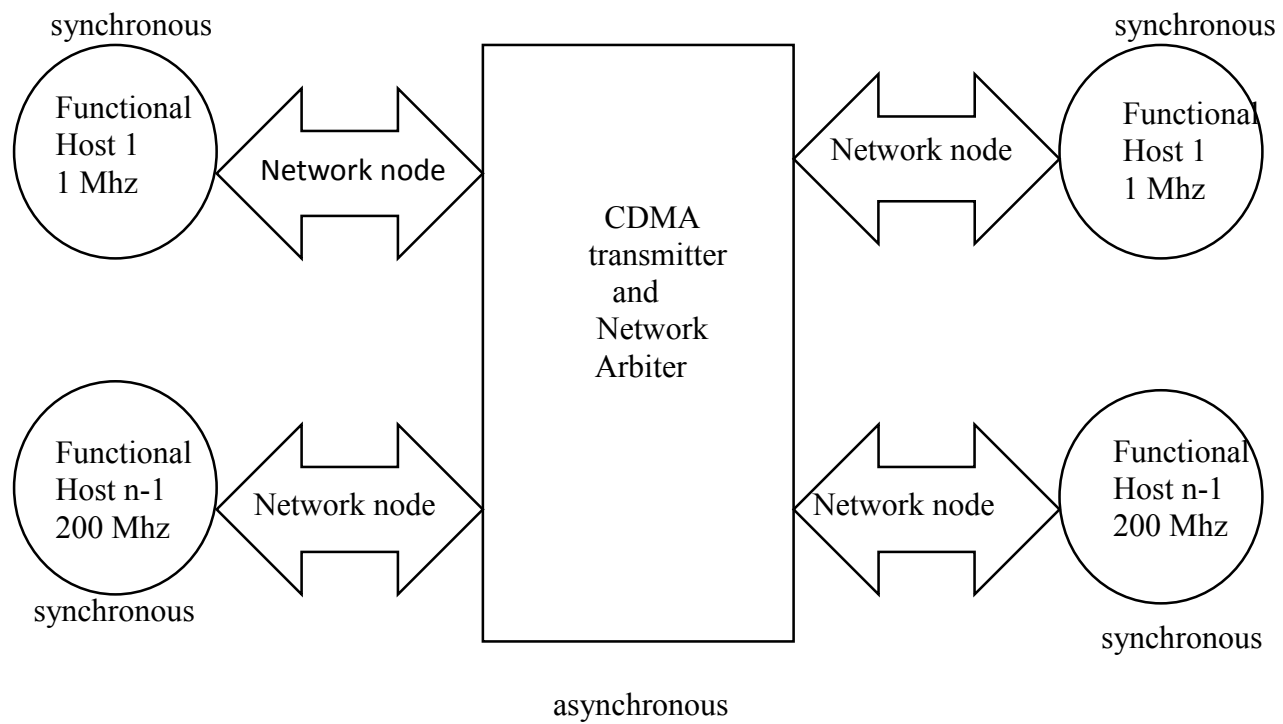 synchronous
Functional
Host 1
1 Mhz
Network node
CDMA
transmitter
and
Network
Arbiter
Network node
synchronous
Functional
Host 1
1 Mhz
Functional
Host n-1
200 Mhz
synchronous
Network node
Network node
Functional
Host n-1
200 Mhz
synchronous
asynchronous